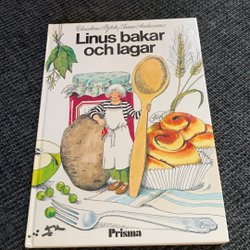 Christina Björk, Lena Anderson
Linus bakar
och lagar
Prisma